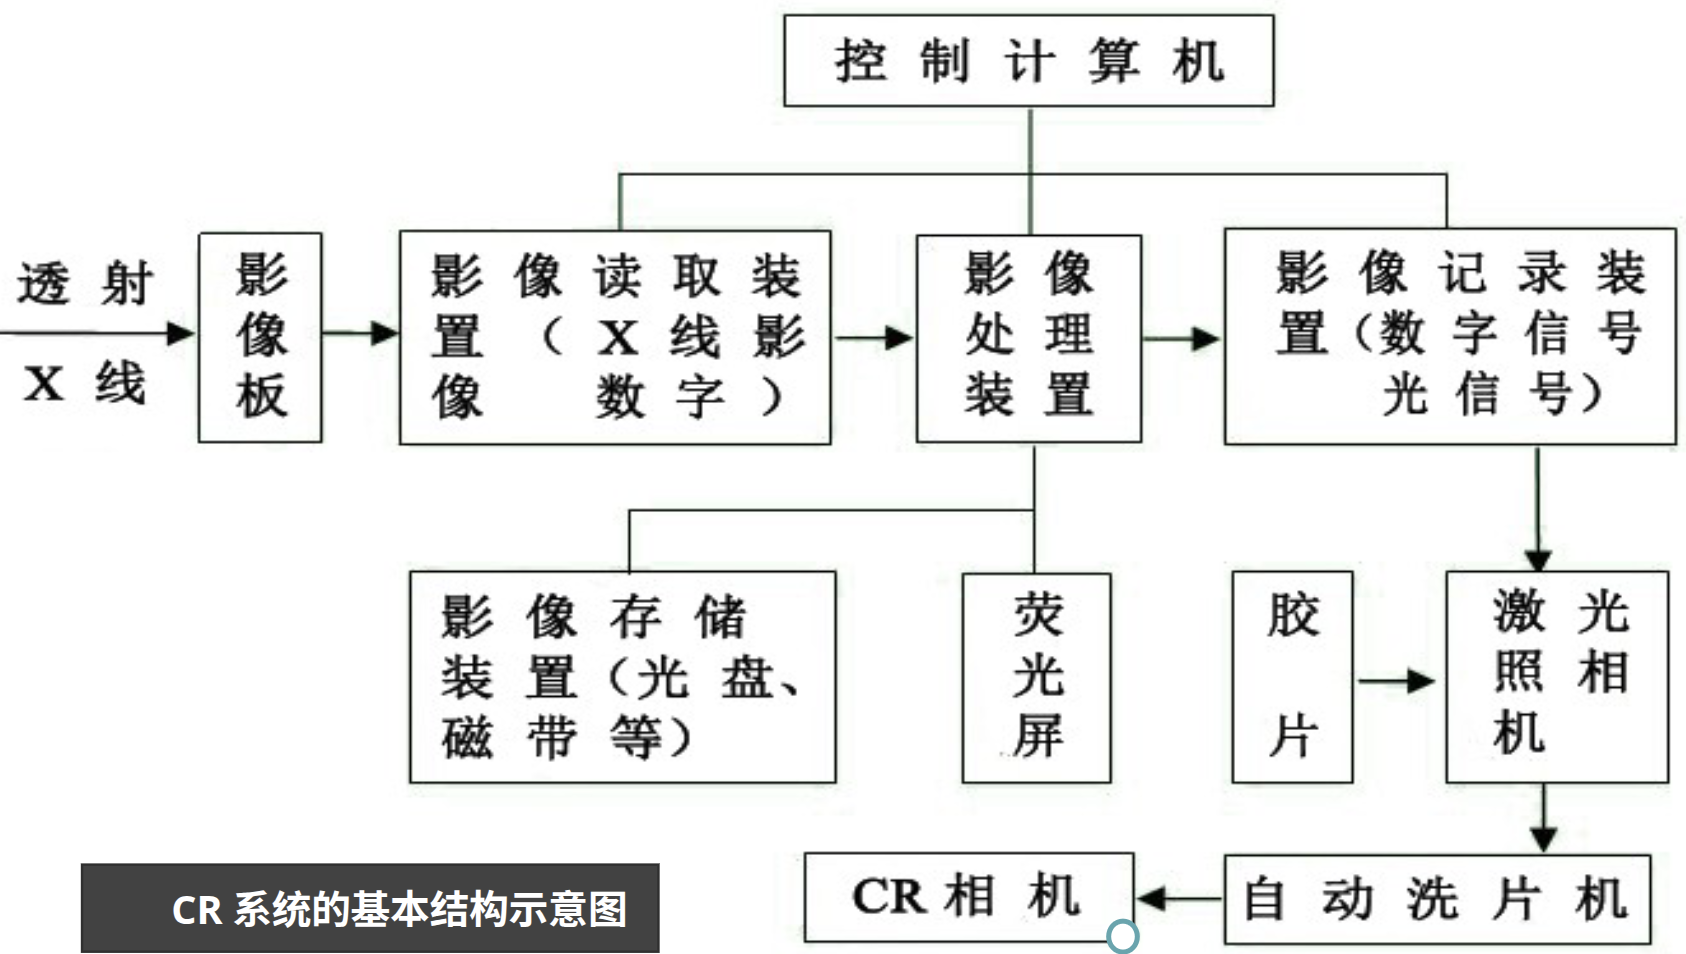 控制计算机
透射
X线
影
像
板
影像读取装
置（X线影
像 数字）
影像
处理
装置
影像记录装
置（数字信号
光信号）
影像存储
装置（光盘、
磁带等）
荧
光
屏
胶
片
激光
照相
机
CR相机
自动洗片机
CR 系统的基本结构示意图